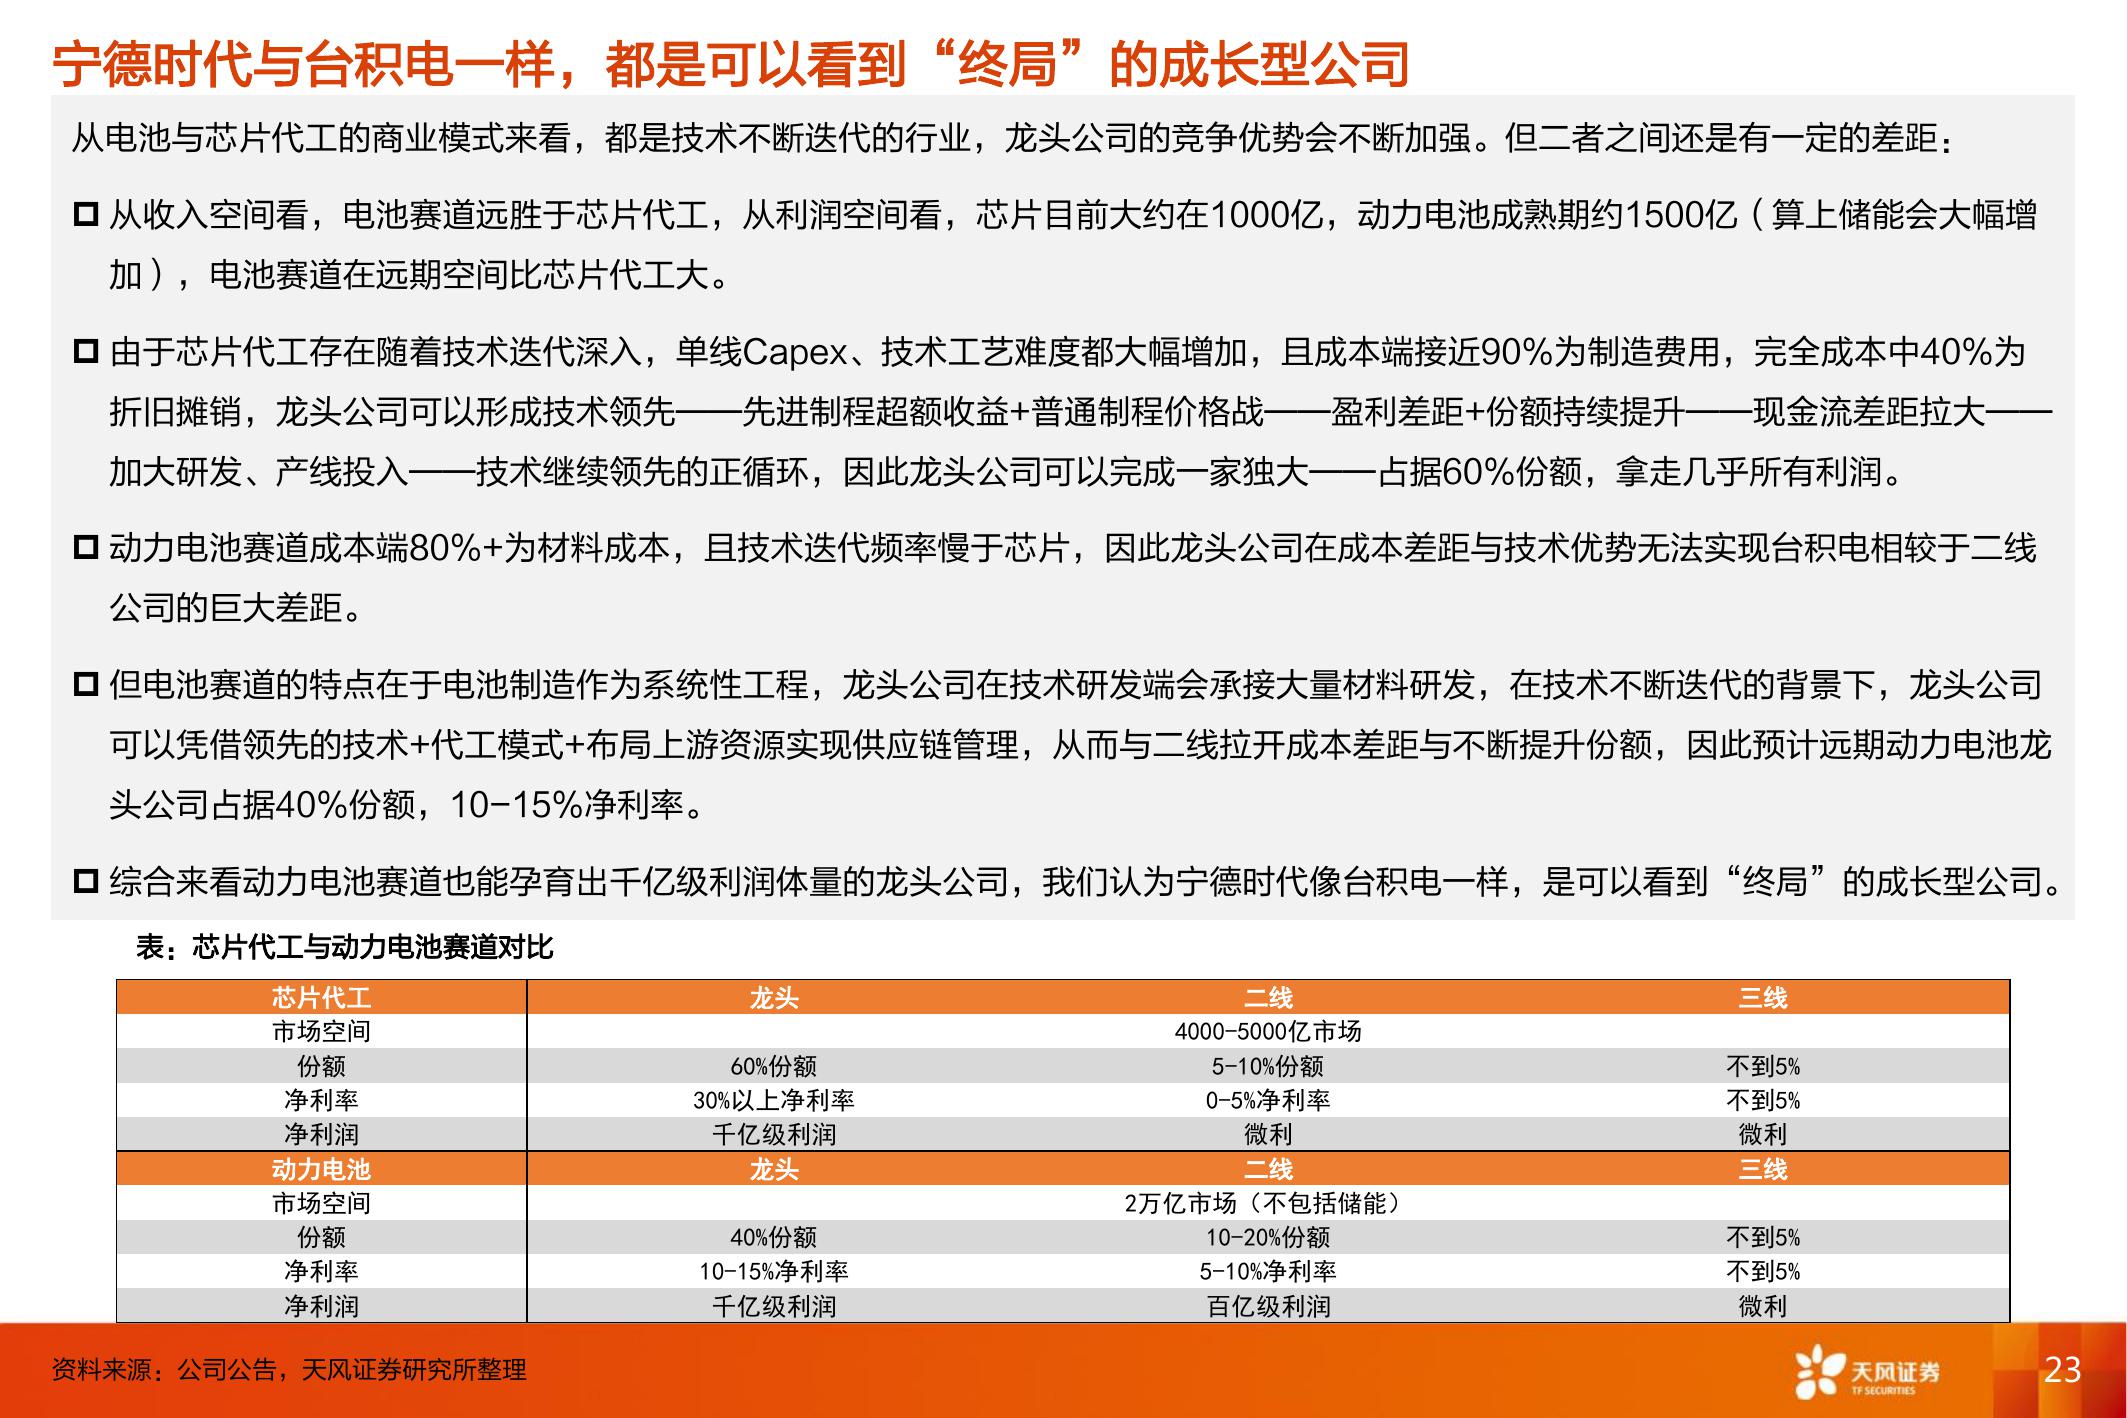 宁德时代与台积电一样，都是可以看到“终局”的成长型公司
从电池与芯片代工的商业模式来看，都是技术不断迭代的行业，龙头公司的竞争优势会不断加强。但二者之间还是有一定的差距：
从收入空间看，电池赛道远胜于芯片代工，从利润空间看，芯片目前大约在1000亿，动力电池成熟期约1500亿（算上储能会大幅增
加），电池赛道在远期空间比芯片代工大。
由于芯片代工存在随着技术迭代深入，单线Capex、技术工艺难度都大幅增加，且成本端接近90%为制造费用，完全成本中40%为
折旧摊销，龙头公司可以形成技术领先——先进制程超额收益+普通制程价格战——盈利差距+份额持续提升——现金流差距拉大——
加大研发、产线投入——技术继续领先的正循环，因此龙头公司可以完成一家独大——占据60%份额，拿走几乎所有利润。
动力电池赛道成本端80%+为材料成本，且技术迭代频率慢于芯片，因此龙头公司在成本差距与技术优势无法实现台积电相较于二线
公司的巨大差距。
但电池赛道的特点在于电池制造作为系统性工程，龙头公司在技术研发端会承接大量材料研发，在技术不断迭代的背景下，龙头公司
可以凭借领先的技术+代工模式+布局上游资源实现供应链管理，从而与二线拉开成本差距与不断提升份额，因此预计远期动力电池龙
头公司占据40%份额，10-15%净利率。
综合来看动力电池赛道也能孕育出千亿级利润体量的龙头公司，我们认为宁德时代像台积电一样，是可以看到“终局”的成长型公司。
表：芯片代工与动力电池赛道对比
芯片代工 龙头 二线 三线
市场空间 4000-5000亿市场
份额 60%份额 5-10%份额 不到5%
净利率 30%以上净利率 0-5%净利率 不到5%
净利润 千亿级利润 微利 微利
动力电池 龙头 二线 三线
市场空间 2万亿市场（不包括储能）
份额 40%份额 10-20%份额 不到5%
净利率 10-15%净利率 5-10%净利率 不到5%
净利润 千亿级利润 百亿级利润 微利
资料来源：公司公告，天风证券研究所整理
天风证券
TF SECURITIES
23